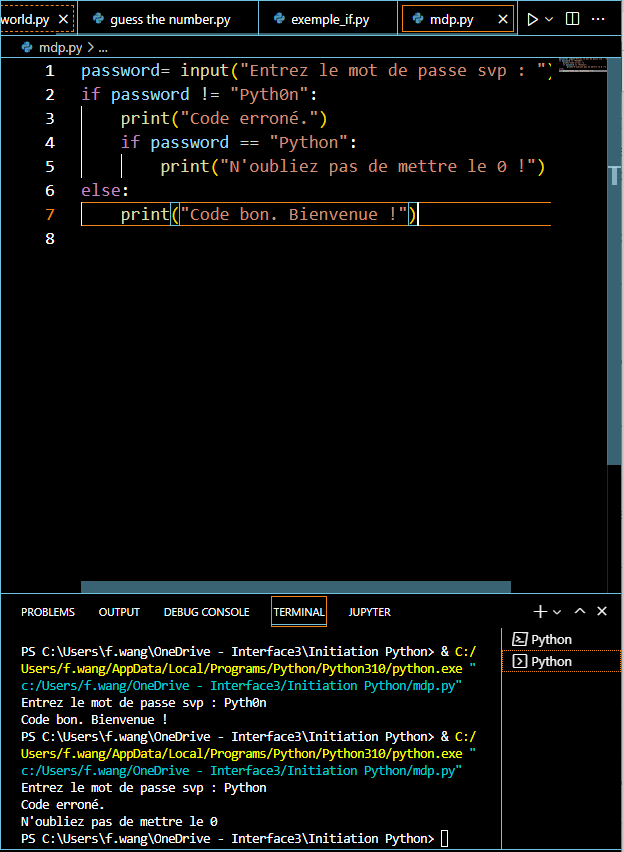 world.py guess the number.py exemple_if.py mdp.py
mdp.py > ...
1 password= input("Entrez le mot de passe svp : ")
2 if password != "Pyth0n":
3 print("Code erroné.")
4 if password == "Python":
5 print("N'oubliez pas de mettre le 0 !")
6 else:
7 print("Code bon. Bienvenue !")
8
PROBLEMS OUTPUT DEBUG CONSOLE TERMINAL JUPYTER
Python
Python
PS C:\Users\f.wang\OneDrive - Interface3\Initiation Python> & C:/
Users/f.wang/AppData/Local/Programs/Python/Python310/python.exe "
c:/Users/f.wang/OneDrive - Interface3/Initiation Python/mdp.py"
Entrez le mot de passe svp : Pyth0n
Code bon. Bienvenue !
PS C:\Users\f.wang\OneDrive - Interface3\Initiation Python> & C:/
Users/f.wang/AppData/Local/Programs/Python/Python310/python.exe "
c:/Users/f.wang/OneDrive - Interface3/Initiation Python/mdp.py"
Entrez le mot de passe svp : Python
Code erroné.
N'oubliez pas de mettre le 0
PS C:\Users\f.wang\OneDrive - Interface3\Initiation Python>